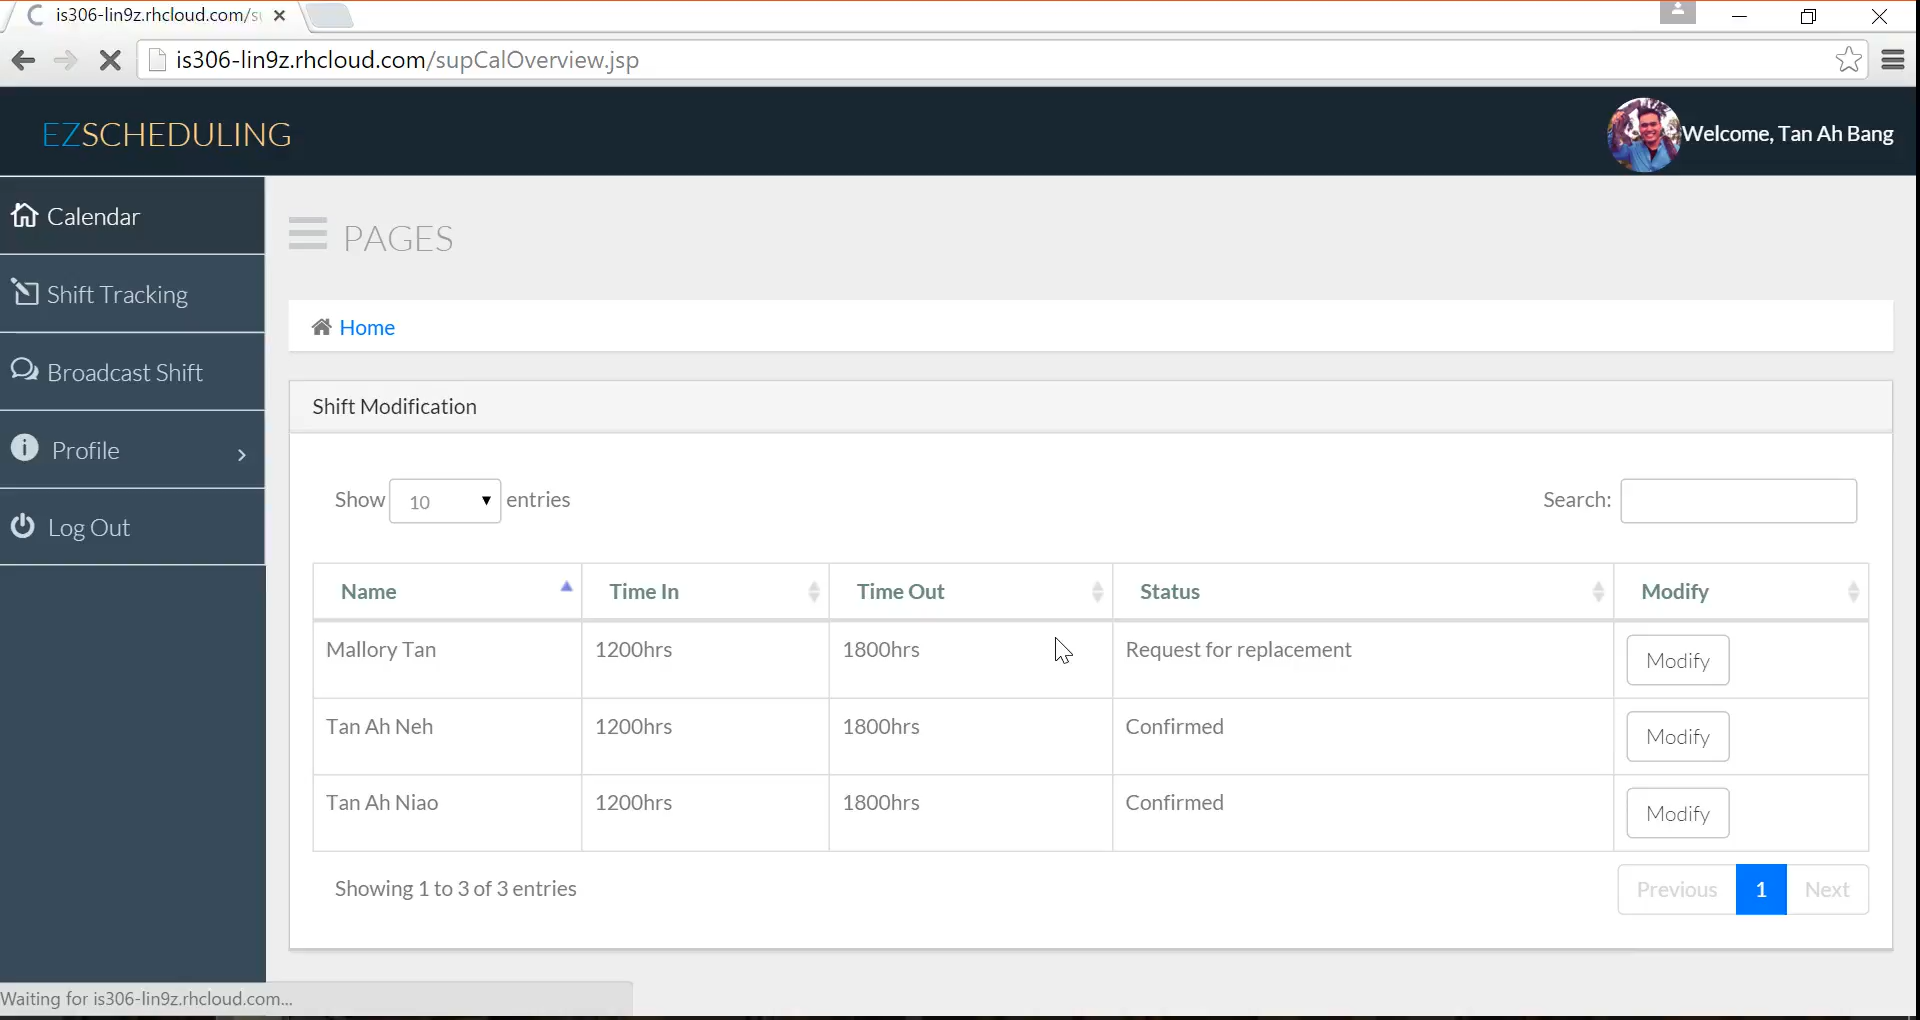 is306-lin9z.rhcloud.com/s
is306-lin9z.rhcloud.com/supCalOverview.jsp
EZSCHEDULING
Welcome, Tan Ah Bang
Calendar
Shift Tracking
Broadcast Shift
Profile
Log Out
PAGES
Home
Shift Modification
Show 10 entries
Search:
Name Time In Time Out Status Modify
Mallory Tan 1200hrs 1800hrs Request for replacement Modify
Tan Ah Neh 1200hrs 1800hrs Confirmed Modify
Tan Ah Niao 1200hrs 1800hrs Confirmed Modify
Showing 1 to 3 of 3 entries
Previous 1 Next
Waiting for is306-lin9z.rhcloud.com...